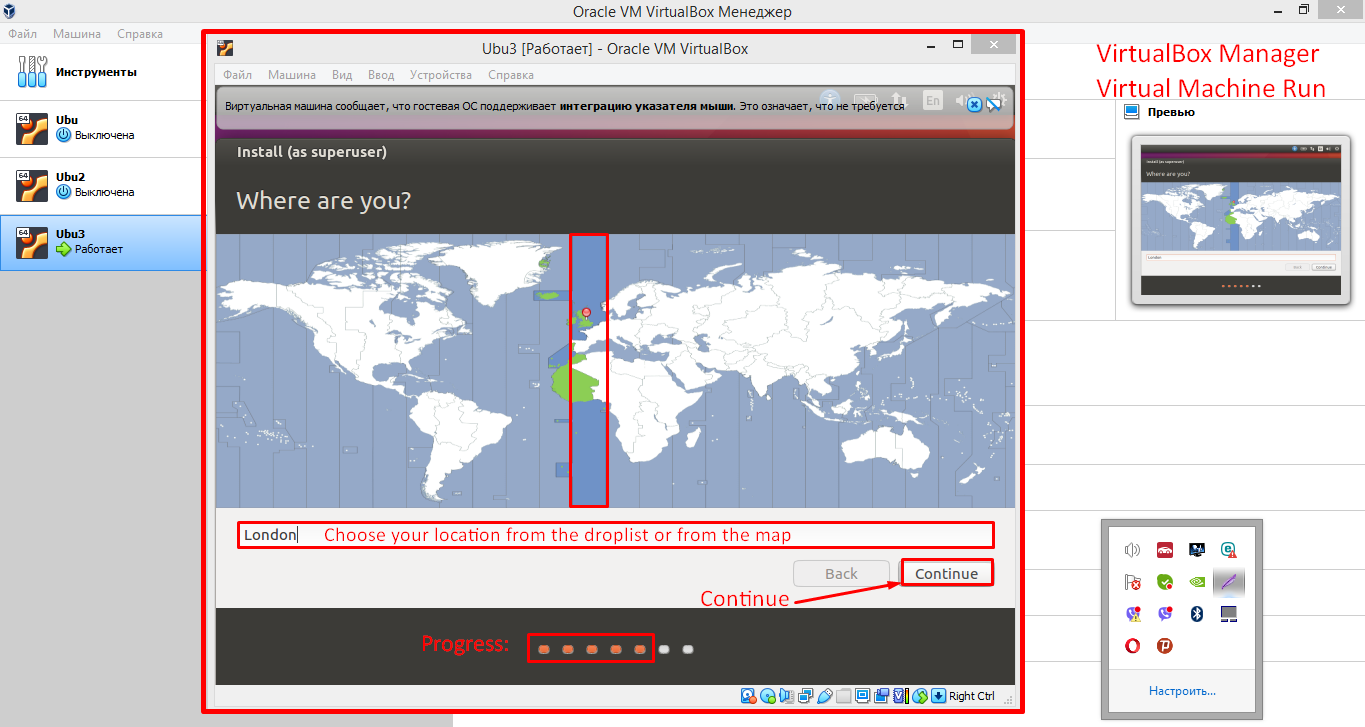 Oracle VM VirtualBox Менеджер
Файл Машина Справка
Инструменты
64
Ubu
Выключена
64
Ubu2
Выключена
64
Ubu3
Работает
Ubu3 [Работает] - Oracle VM VirtualBox
Файл Машина Вид Ввод Устройства Справка
Виртуальная машина сообщает, что гостевая ОС поддерживает интеграцию указателя мыши. Это означает, что не требуется
En
Install (as superuser)
Where are you?
London Choose your location from the droplist or from the map
Back Continue
Continue
Progress:
Right Ctrl
VirtualBox Manager
Virtual Machine Run
Превью
Install (as superuser)
Where are you?
London
Back Continue
Настроить...